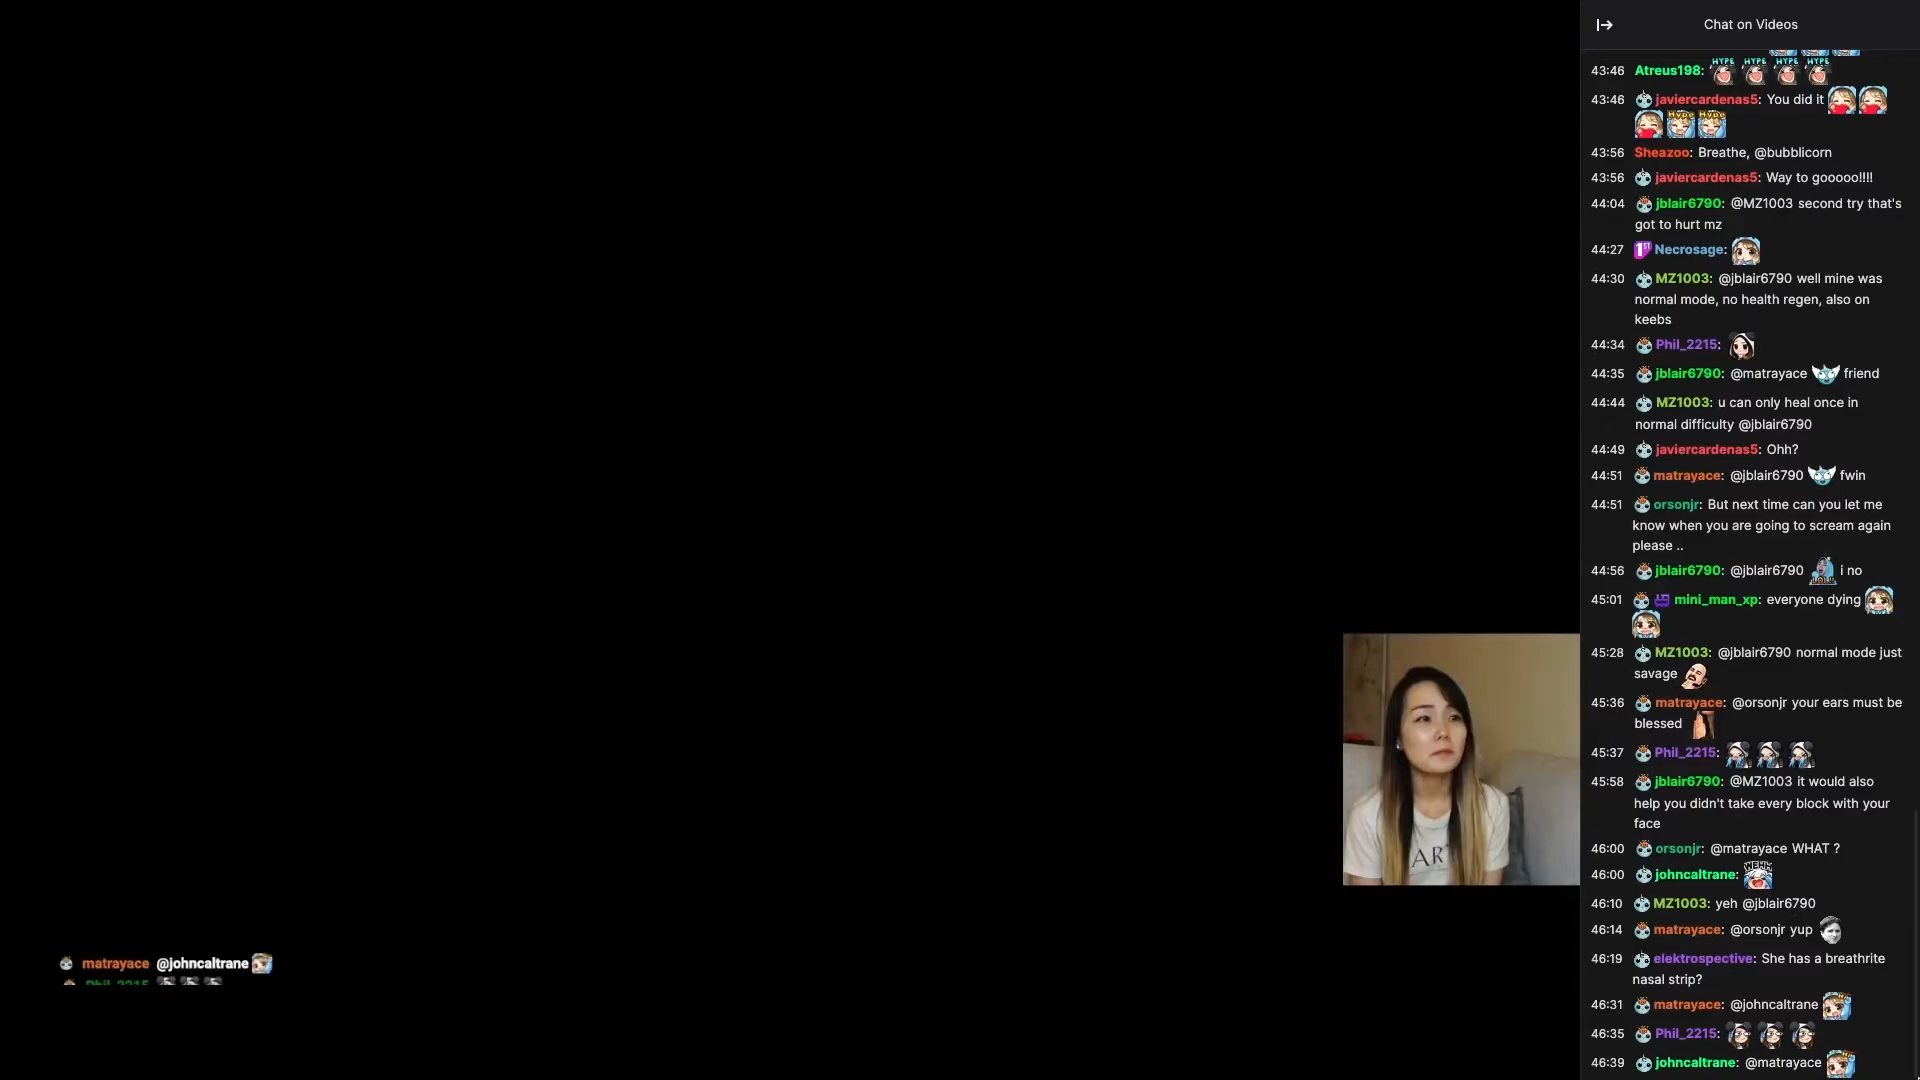 Chat on Videos
43:46 Atreus198:
HYPE HYPE HYPE HYPE
43:46 javiercardenas5: You did it
HYPE HYPE
43:56 Sheazoo: Breathe, @bubblicorn
43:56 javiercardenas5: Way to gooooo!!!!
44:04 jblair6790: @MZ1003 second try that's
got to hurt mz
44:27 1ST Necrosage:
44:30 MZ1003: @jblair6790 well mine was
normal mode, no health regen, also on
keebs
44:34 Phil_2215:
44:35 jblair6790: @matrayace friend
44:44 MZ1003: u can only heal once in
normal difficulty @jblair6790
44:49 javiercardenas5: Ohh?
44:51 matrayace: @jblair6790 fwin
44:51 orsonjr: But next time can you let me
know when you are going to scream again
please ..
44:56 jblair6790: @jblair6790 i no
45:01 mini_man_xp: everyone dying
45:28 MZ1003: @jblair6790 normal mode just
savage
45:36 matrayace: @orsonjr your ears must be
blessed
45:37 Phil_2215:
45:58 jblair6790: @MZ1003 it would also
help you didn't take every block with your
face
46:00 orsonjr: @matrayace WHAT ?
46:00 johncaltrane:
46:10 MZ1003: yeh @jblair6790
46:14 matrayace: @orsonjr yup
46:19 elektrospective: She has a breathrite
nasal strip?
46:31 matrayace: @johncaltrane
46:35 Phil_2215:
46:39 johncaltrane: @matrayace
matrayace @johncaltrane
Phil_2215
AR